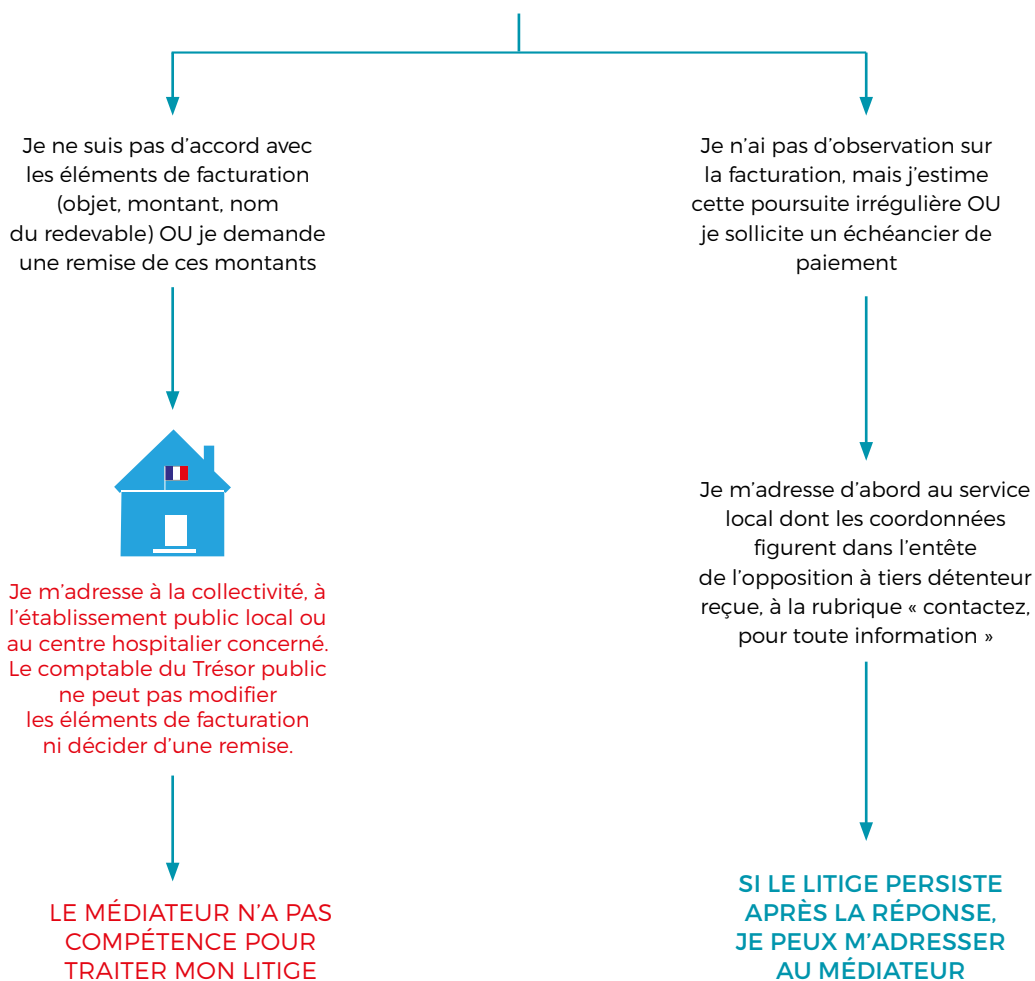 Je ne suis pas d'accord avec
les éléments de facturation
(objet, montant, nom
du redevable) OU je demande
une remise de ces montants
Je m'adresse à la collectivité, à
l'établissement public local ou
au centre hospitalier concerné.
Le comptable du Trésor public
ne peut pas modifier
les éléments de facturation
ni décider d'une remise.
LE MÉDIATEUR N'A PAS
COMPÉTENCE POUR
TRAITER MON LITIGE
Je n'ai pas d'observation sur
la facturation, mais j'estime
cette poursuite irrégulière OU
je sollicite un échéancier de
paiement
Je m'adresse d'abord au service
local dont les coordonnées
figurent dans l'entête
de l'opposition à tiers détenteur
reçue, à la rubrique « contactez,
pour toute information »
SI LE LITIGE PERSISTE
APRÈS LA RÉPONSE,
JE PEUX M'ADRESSER
AU MÉDIATEUR